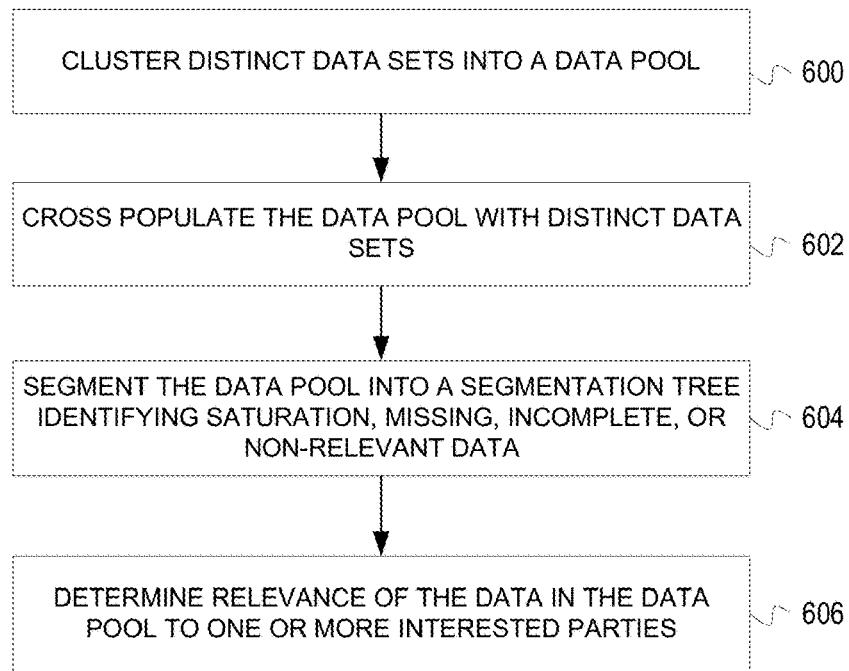 CLUSTER DISTINCT DATA SETS INTO A DATA POOL
600
CROSS POPULATE THE DATA POOL WITH DISTINCT DATA
SETS
602
SEGMENT THE DATA POOL INTO A SEGMENTATION TREE
IDENTIFYING SATURATION, MISSING, INCOMPLETE, OR
NON-RELEVANT DATA
604
DETERMINE RELEVANCE OF THE DATA IN THE DATA
POOL TO ONE OR MORE INTERESTED PARTIES
606